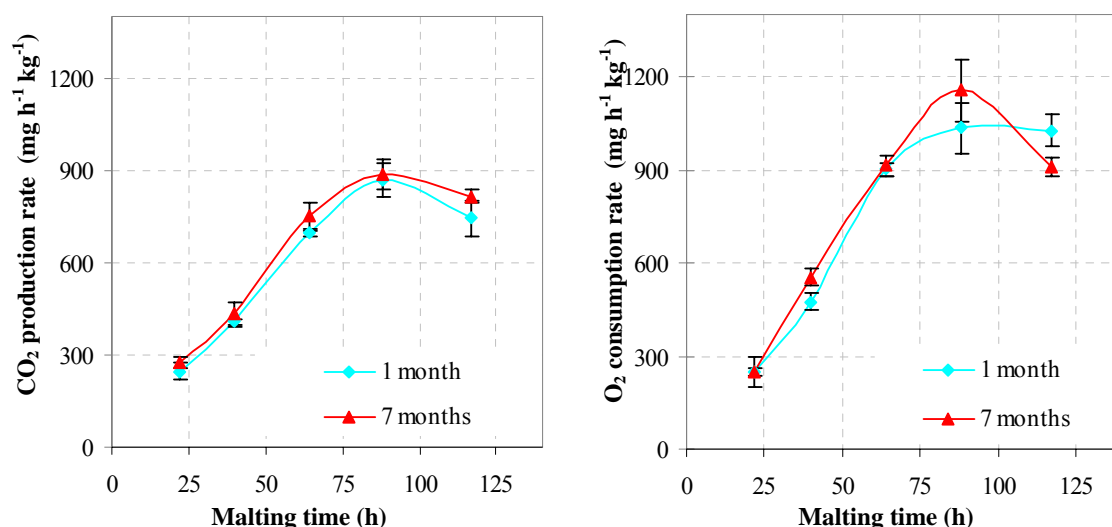 CO₂ production rate (mg h⁻¹ kg⁻¹)
1200
900
600
300
0
1 month
7 months
0 25 50 75 100 125
Malting time (h)
O₂ consumption rate (mg h⁻¹ kg⁻¹)
1200
900
600
300
0
1 month
7 months
0 25 50 75 100 125
Malting time (h)